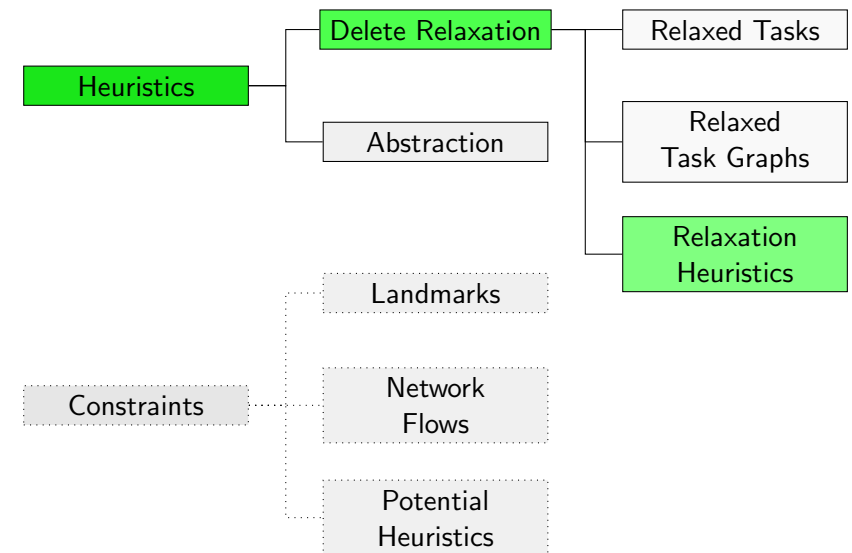 Heuristics
Delete Relaxation
Abstraction
Relaxed Tasks
Relaxed
Task Graphs
Relaxation
Heuristics
Constraints
Landmarks
Network
Flows
Potential
Heuristics